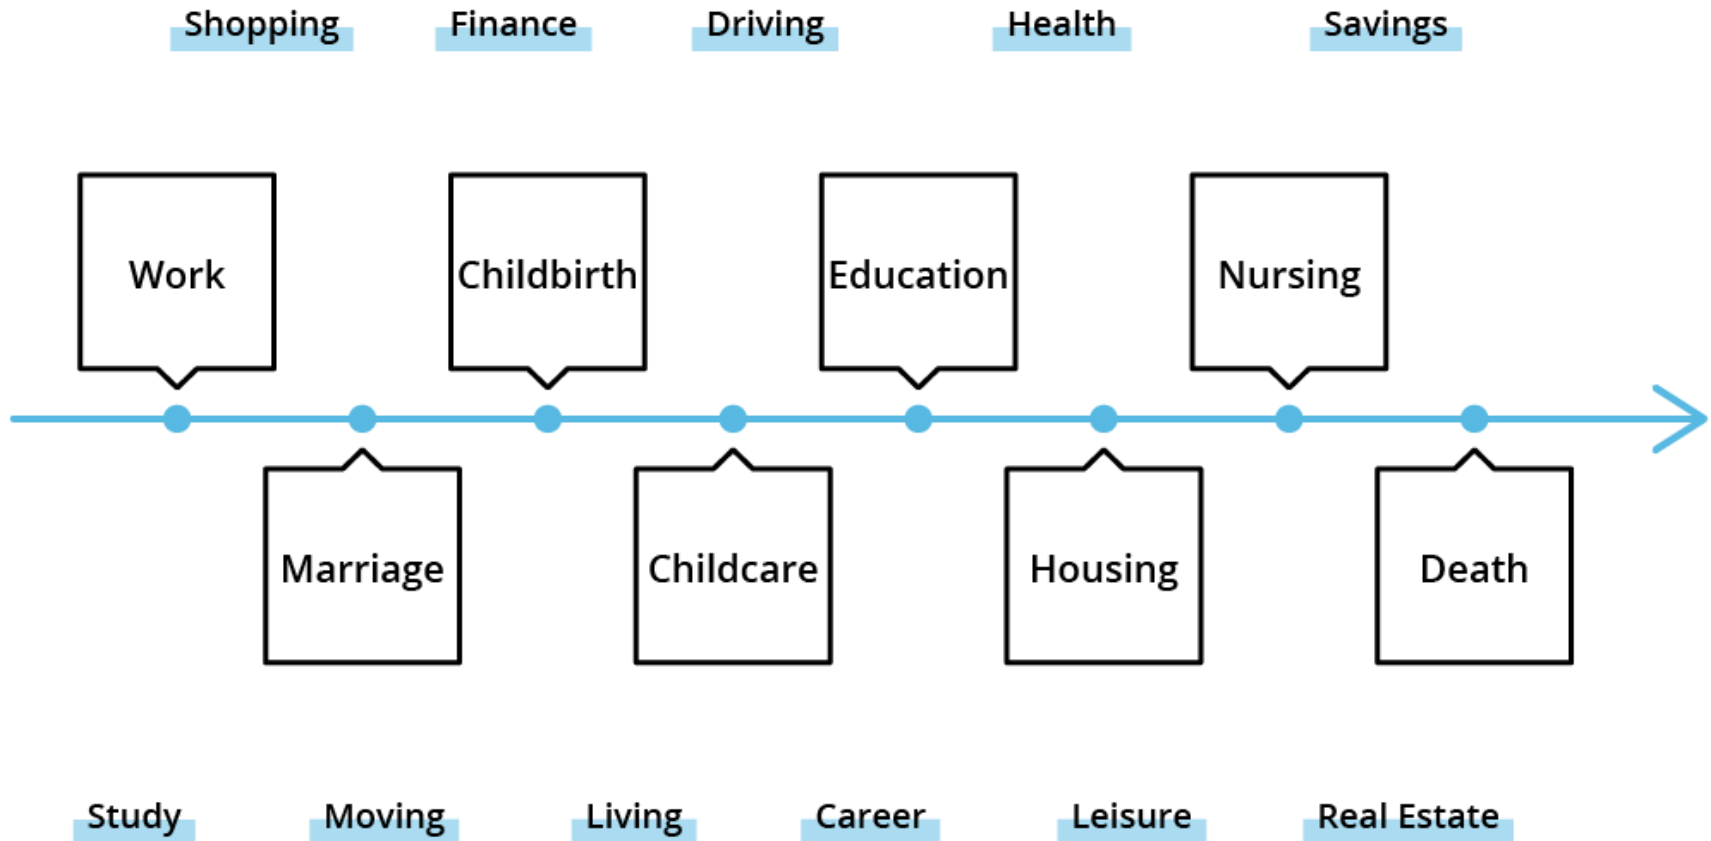 Shopping
Finance
Driving
Health
Savings
Work
Childbirth
Education
Nursing
Marriage
Childcare
Housing
Death
Study
Moving
Living
Career
Leisure
Real Estate